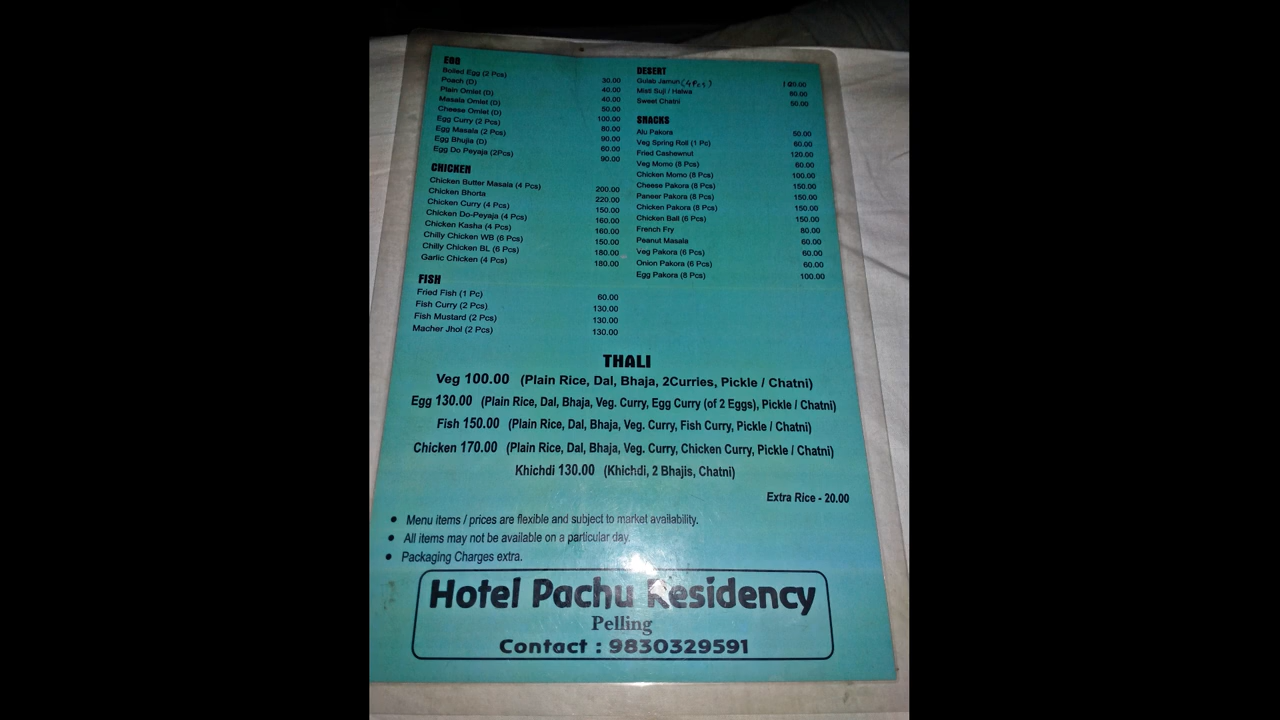 EGG
Boiled Egg (2 Pcs) 30.00
Poach (D) 40.00
Plain Omlet (D) 40.00
Masala Omlet (D) 50.00
Cheese Omlet (D) 100.00
Egg Curry (2 Pcs) 80.00
Egg Masala (2 Pcs) 90.00
Egg Bhujia (D) 60.00
Egg Do Peyaja (2Pcs) 90.00
CHICKEN
Chicken Butter Masala (4 Pcs) 200.00
Chicken Bhorta 220.00
Chicken Curry (4 Pcs) 150.00
Chicken Do-Peyaja (4 Pcs) 160.00
Chicken Kasha (4 Pcs) 160.00
Chilly Chicken WB (6 Pcs) 150.00
Chilly Chicken BL (6 Pcs) 180.00
Garlic Chicken (4 Pcs) 180.00
FISH
Fried Fish (1 Pc) 60.00
Fish Curry (2 Pcs) 130.00
Fish Mustard (2 Pcs) 130.00
Macher Jhol (2 Pcs) 130.00
DESERT
Gulab Jamun (4Pcs) 100.00
Misti Suji / Halwa 60.00
Sweet Chatni 50.00
SNACKS
Alu Pakora 60.00
Veg Spring Roll (1 Pc) 60.00
Fried Cashewnut 120.00
Veg Momo (8 Pcs) 60.00
Chicken Momo (8 Pcs) 100.00
Cheese Pakora (8 Pcs) 150.00
Paneer Pakora (8 Pcs) 150.00
Chicken Pakora (8 Pcs) 150.00
Chicken Ball (6 Pcs) 150.00
French Fry 80.00
Peanut Masala 60.00
Veg Pakora (6 Pcs) 60.00
Onion Pakora (6 Pcs) 60.00
Egg Pakora (8 Pcs) 100.00
THALI
Veg 100.00 (Plain Rice, Dal, Bhaja, 2Curries, Pickle / Chatni)
Egg 130.00 (Plain Rice, Dal, Bhaja, Veg. Curry, Egg Curry (of 2 Eggs), Pickle / Chatni)
Fish 150.00 (Plain Rice, Dal, Bhaja, Veg. Curry, Fish Curry, Pickle / Chatni)
Chicken 170.00 (Plain Rice, Dal, Bhaja, Veg. Curry, Chicken Curry, Pickle / Chatni)
Khichdi 130.00 (Khichdi, 2 Bhajis, Chatni)
Extra Rice - 20.00
• Menu items / prices are flexible and subject to market availability.
• All items may not be available on a particular day.
• Packaging Charges extra.
Hotel Pachu Residency
Pelling
Contact : 9830329591